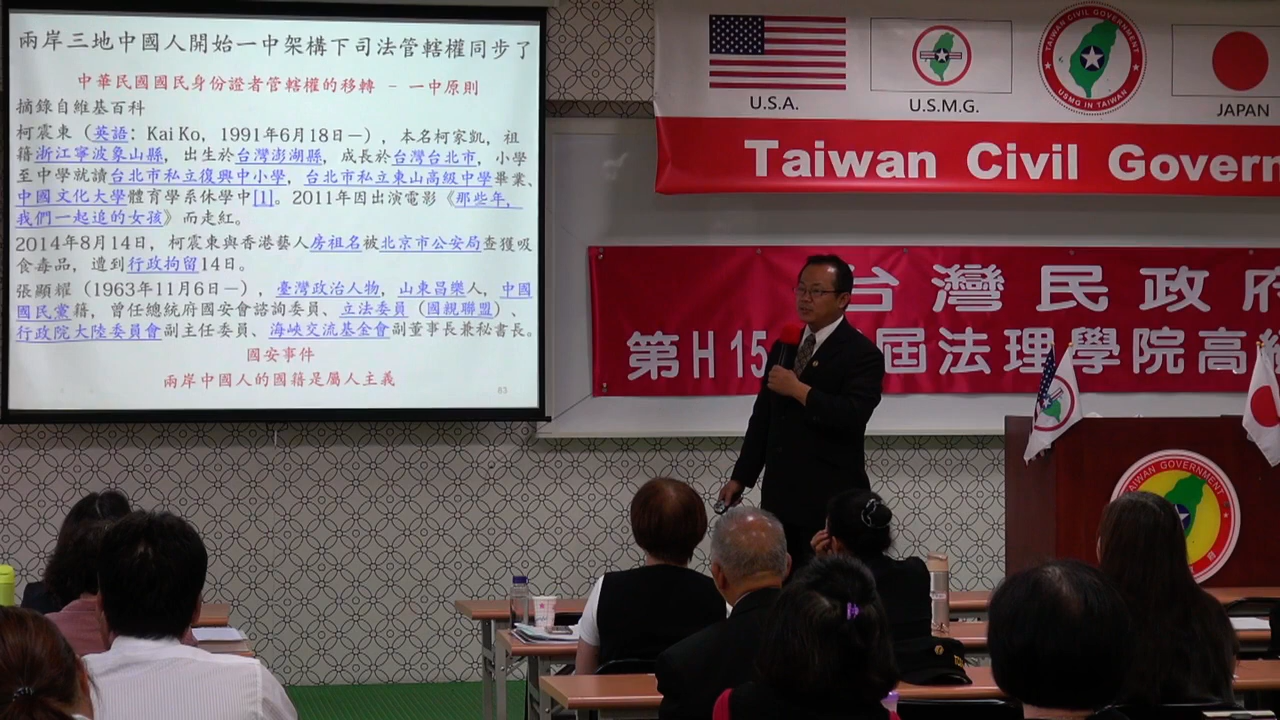 兩岸三地中國人開始一中架構下司法管轄權同步了
中華民國國民身份證者管轄權的移轉 – 一中原則
摘錄自維基百科
柯震東（英語: Kai Ko, 1991年6月18日－），本名柯家凱, 祖
籍浙江寧波象山縣, 出生於台灣澎湖縣, 成長於台灣台北市, 小學
至中學就讀台北市私立復興中小學, 台北市私立東山高級中學畢業、
中國文化大學體育學系休學中[1]。2011年因出演電影《那些年,
我們一起追的女孩》而走紅。
2014年8月14日, 柯震東與香港藝人房祖名被北京市公安局查獲吸
食毒品, 遭到行政拘留14日。
張顯耀（1963年11月6日－）, 臺灣政治人物, 山東昌樂人, 中國
國民黨籍, 曾任總統府國安會諮詢委員、立法委員（國親聯盟）、
行政院大陸委員會副主任委員、海峽交流基金會副董事長兼秘書長。
國安事件
兩岸中國人的國籍是屬人主義
83
U.S.A.
U.S.M.G.
TAIWAN CIVIL GOVERNMENT
USMG IN TAIWAN
JAPAN
Taiwan Civil Govern
台灣民政府
第H15 屆法理學院高
TAIWAN GOVERNMENT